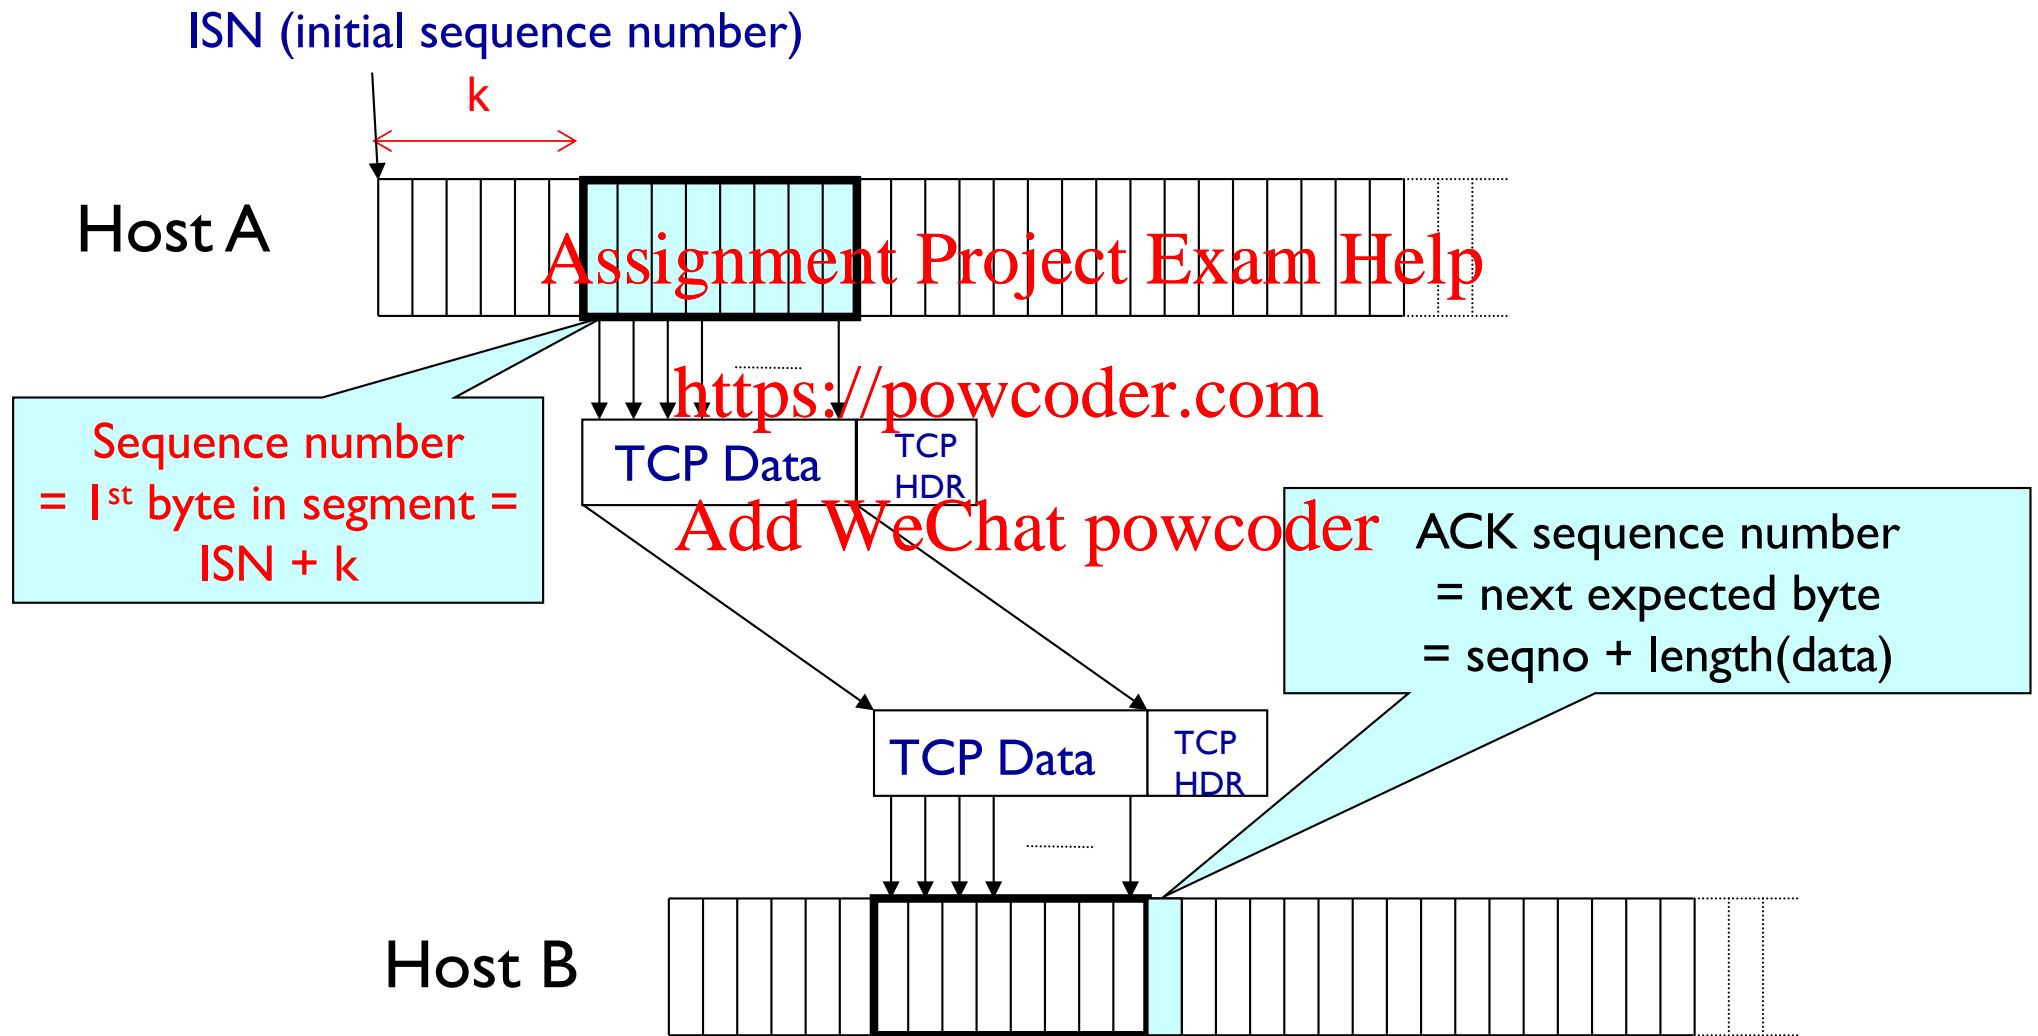 ISN (initial sequence number)
k
Host A
Assignment Project Exam Help
https://powcoder.com
Sequence number
= 1st byte in segment =
ISN + k
TCP Data
TCP
HDR
Add WeChat powcoder
ACK sequence number
= next expected byte
= seqno + length(data)
TCP Data
TCP
HDR
Host B